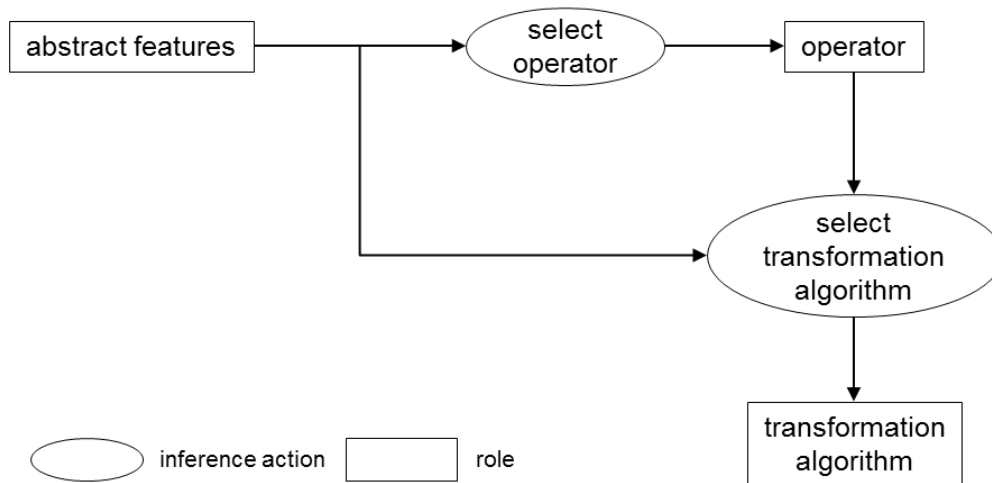 abstract features
select
operator
operator
select
transformation
algorithm
transformation
algorithm
inference action
role